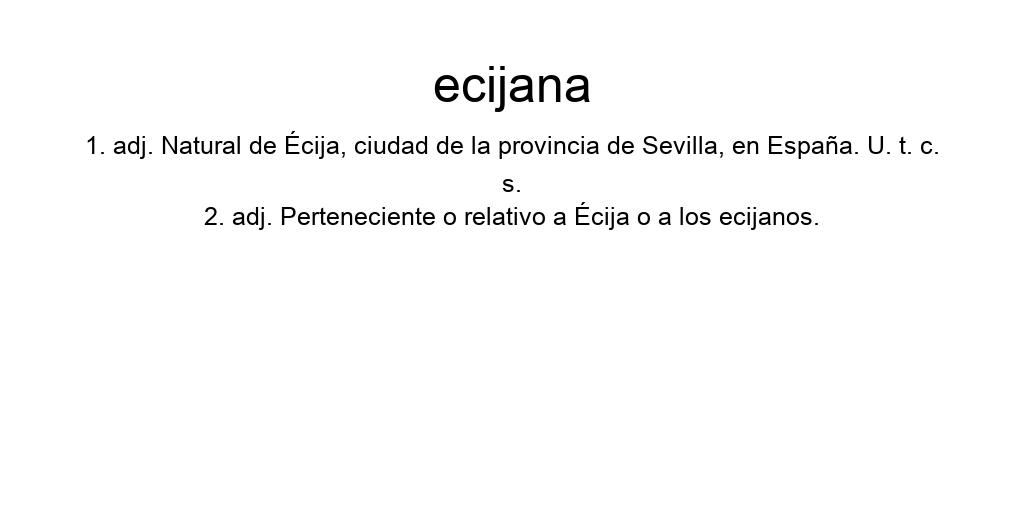 ecijana
1. adj. Natural de Écija, ciudad de la provincia de Sevilla, en España. U. t. c.
s.
2. adj. Perteneciente o relativo a Écija o a los ecijanos.